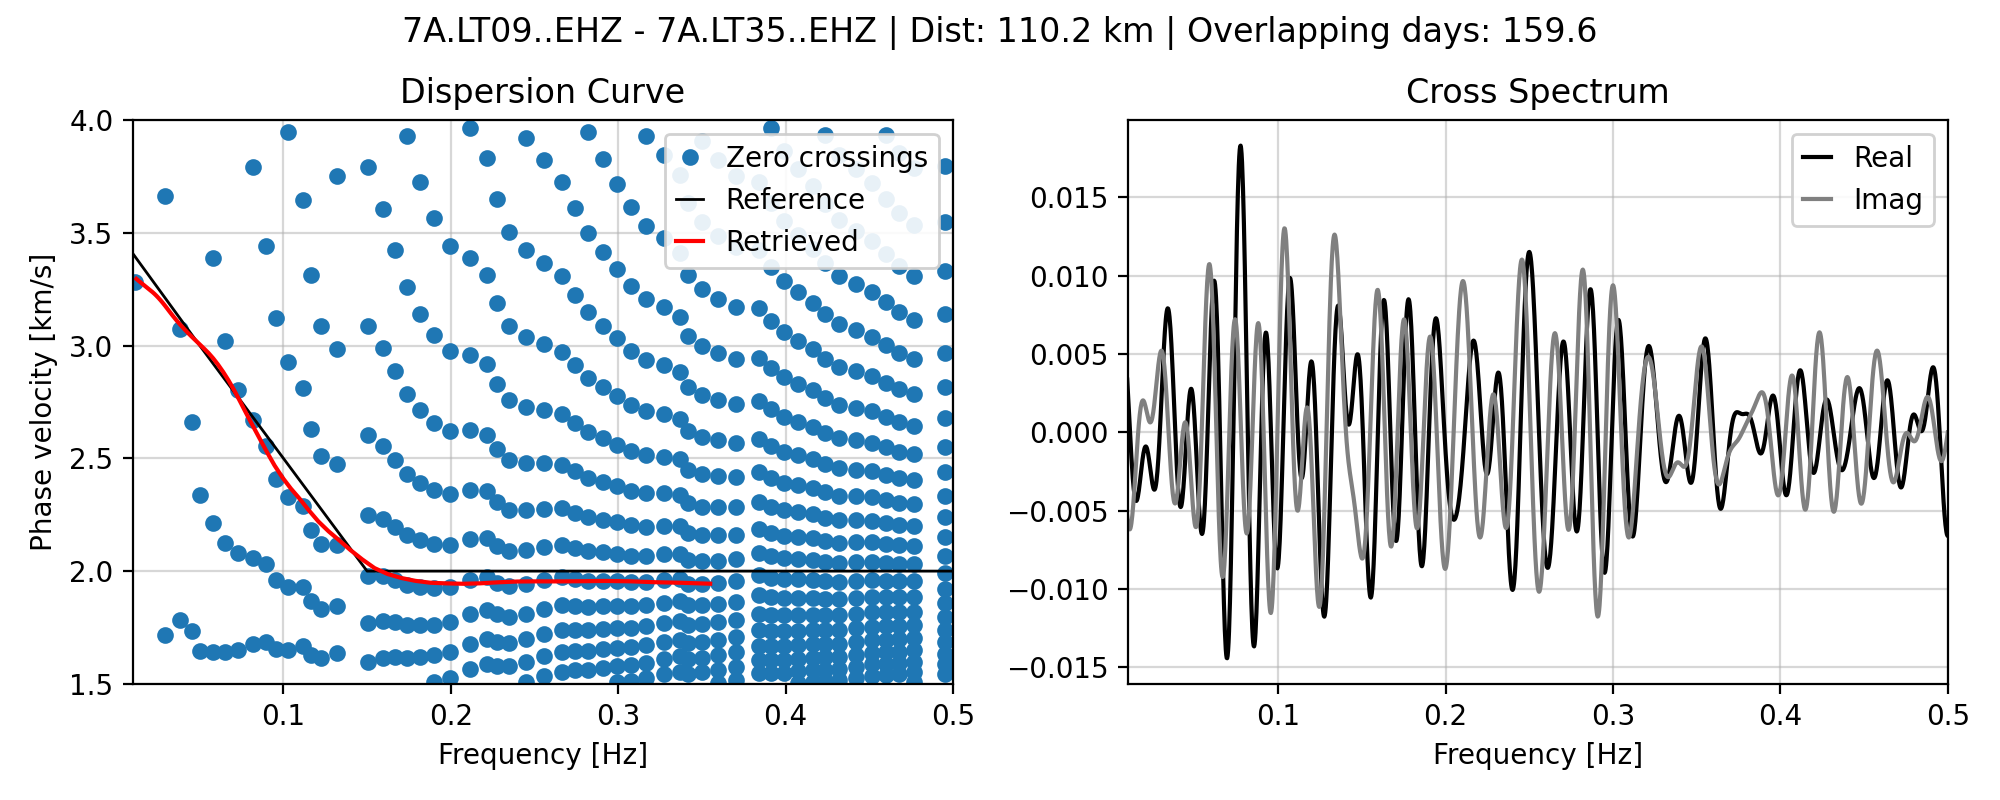 7A.LT09..EHZ - 7A.LT35..EHZ | Dist: 110.2 km | Overlapping days: 159.6
Dispersion Curve
Phase velocity [km/s]
4.0
3.5
3.0
2.5
2.0
1.5
0.1 0.2 0.3 0.4 0.5
Frequency [Hz]
Zero crossings
Reference
Retrieved
Cross Spectrum
0.015
0.010
0.005
0.000
−0.005
−0.010
−0.015
0.1 0.2 0.3 0.4 0.5
Frequency [Hz]
Real
Imag